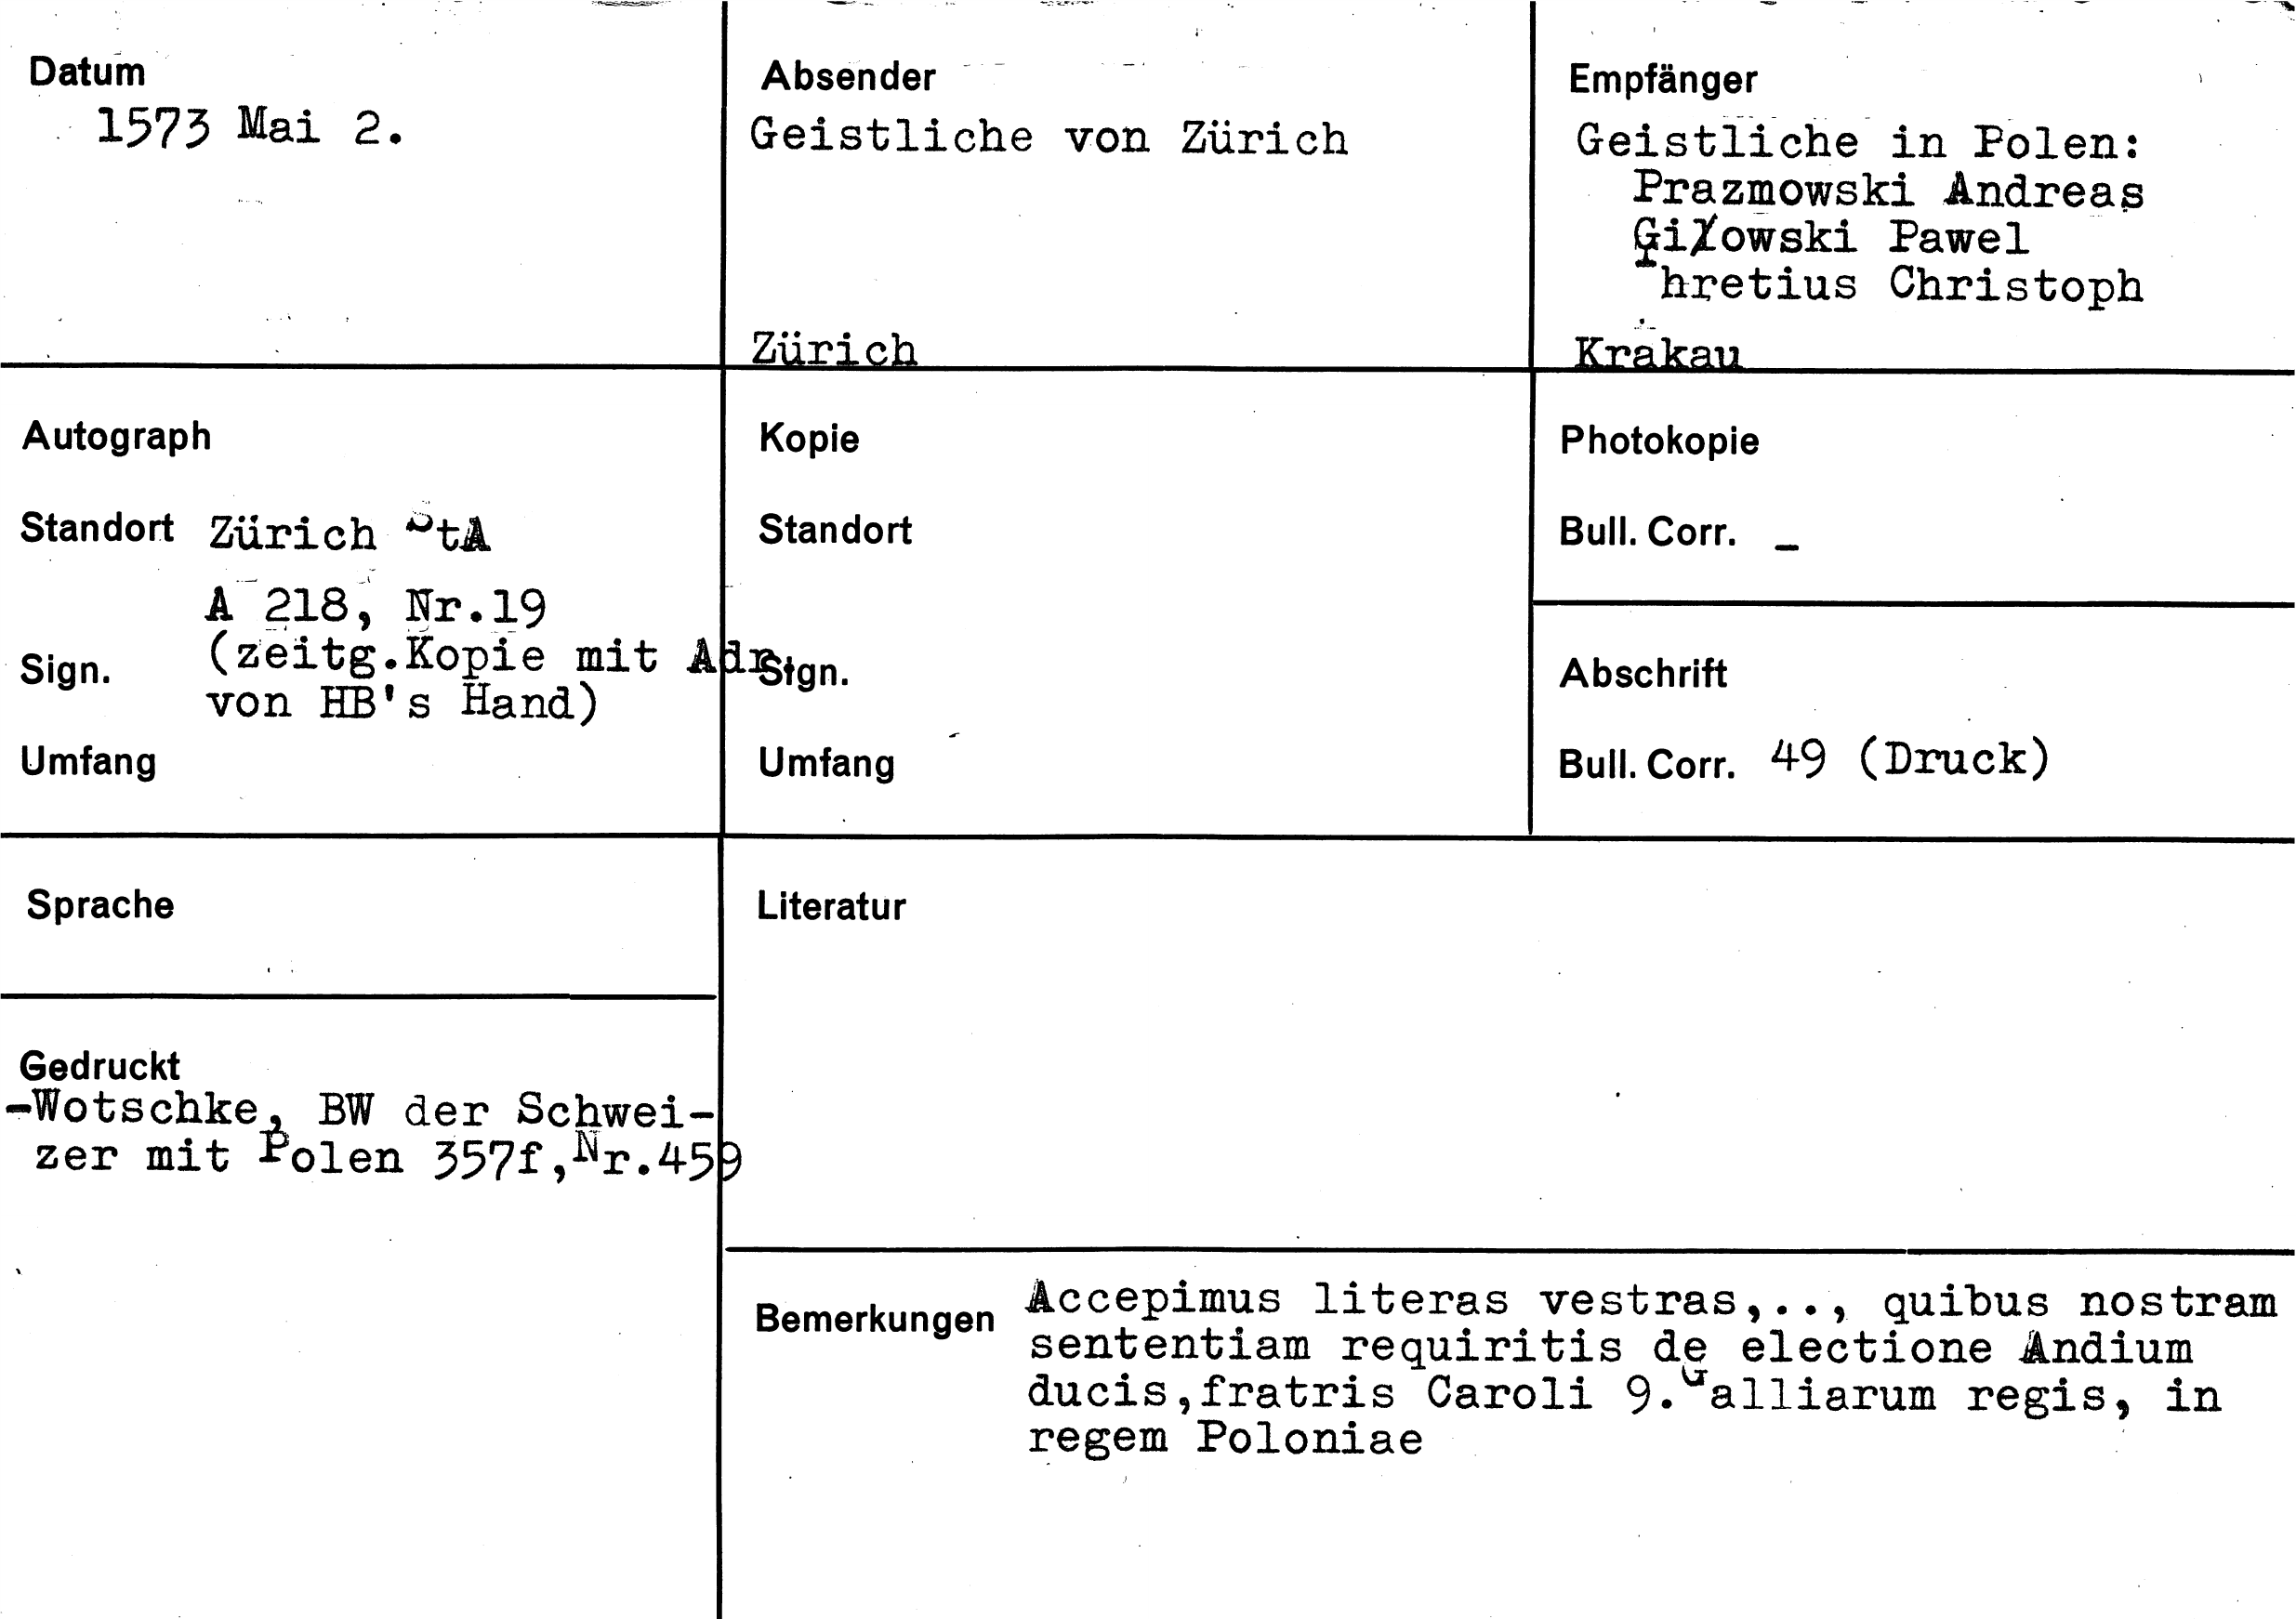 Datum
1573 Mai 2.
Absender
Geistliche von Zürich
Zürich
Empfänger
Geistliche in Polen:
Prazmowski Andreas
Giłowski Pawel
Thretius Christoph
Krakau
Autograph
Standort Zürich StA
A 218, Nr.19
Sign. (zeitg.Kopie mit Adr.
von HB's Hand)
Umfang
Kopie
Standort
Sign.
Umfang
Photokopie
Bull. Corr. –
Abschrift
Bull. Corr. 49 (Druck)
Sprache
Gedruckt
-Wotschke, BW der Schwei-
zer mit Polen 357f,Nr.459
Literatur
Bemerkungen Accepimus literas vestras,.., quibus nostram
sententiam requiritis de electione Andium
ducis,fratris Caroli 9.Galliarum regis, in
regem Poloniae